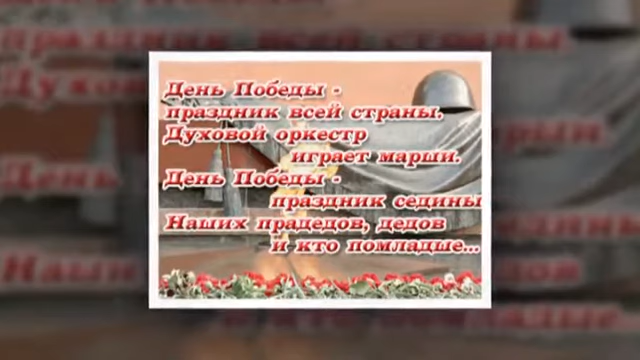 День Победы -
праздник всей страны.
Духовой оркестр
играет марши.
День Победы -
праздник седины
Наших прадедов, дедов
и кто помладше...